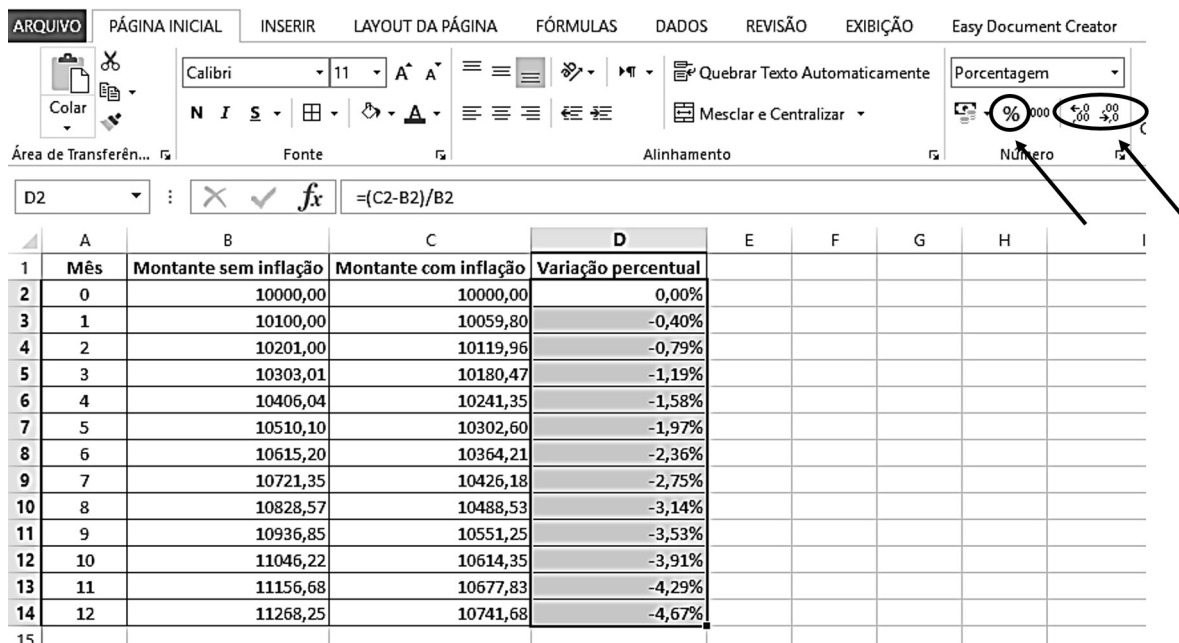 ARQUIVO PÁGINA INICIAL INSERIR LAYOUT DA PÁGINA FÓRMULAS DADOS REVISÃO EXIBIÇÃO Easy Document Creator
Colar
Calibri 11 A A
N I S A
Quebrar Texto Automaticamente
Mesclar e Centralizar
Porcentagem
% 000 ,0 ,00 ,00 ,0
Área de Transferên... Fonte Alinhamento Número
D2 fx =(C2-B2)/B2
A B C D E F G H I
1 Mês Montante sem inflação Montante com inflação Variação percentual
2 0 10000,00 10000,00 0,00%
3 1 10100,00 10059,80 -0,40%
4 2 10201,00 10119,96 -0,79%
5 3 10303,01 10180,47 -1,19%
6 4 10406,04 10241,35 -1,58%
7 5 10510,10 10302,60 -1,97%
8 6 10615,20 10364,21 -2,36%
9 7 10721,35 10426,18 -2,75%
10 8 10828,57 10488,53 -3,14%
11 9 10936,85 10551,25 -3,53%
12 10 11046,22 10614,35 -3,91%
13 11 11156,68 10677,83 -4,29%
14 12 11268,25 10741,68 -4,67%
15